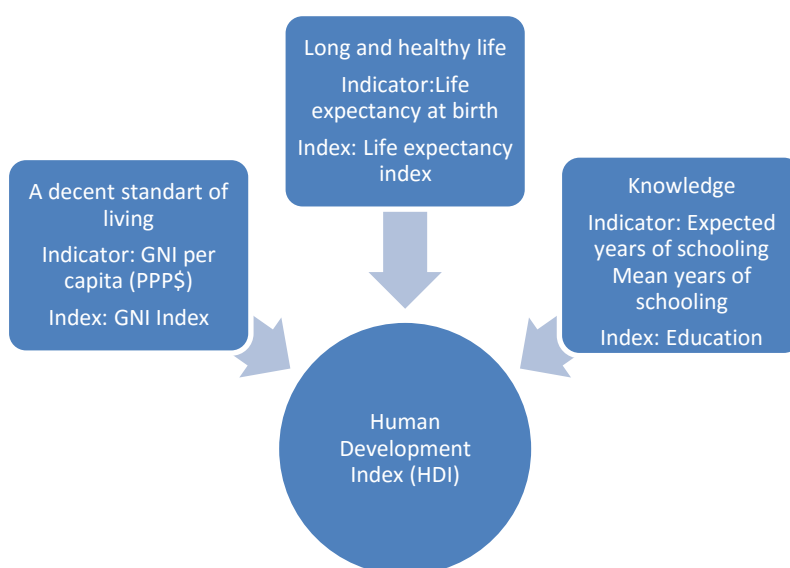 Long and healthy life
Indicator:Life
expectancy at birth
Index: Life expectancy
index
A decent standart of
living
Indicator: GNI per
capita (PPP$)
Index: GNI Index
Knowledge
Indicator: Expected
years of schooling
Mean years of
schooling
Index: Education
Human
Development
Index (HDI)